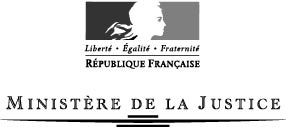 Liberté • Égalité • Fraternité
RÉPUBLIQUE FRANÇAISE
MINISTÈRE DE LA JUSTICE